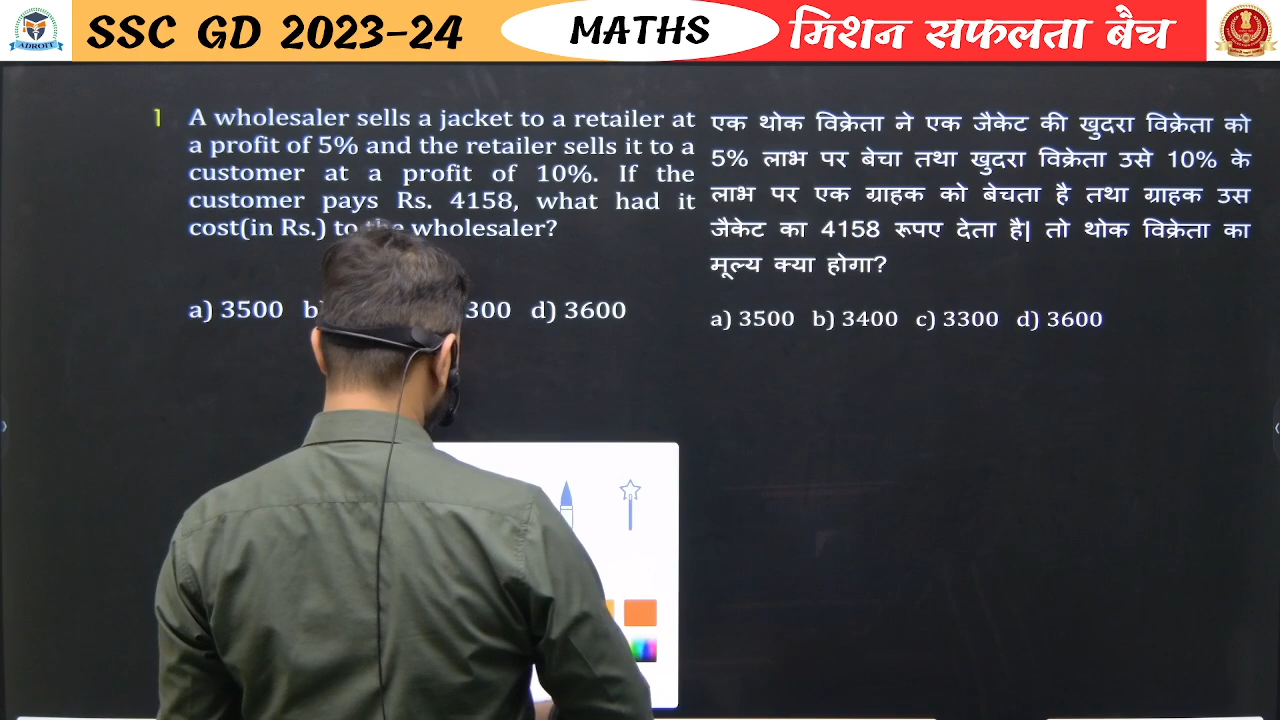 SSC GD 2023-24
MATHS
मिशन सफलता बैच
ADROIT
1 A wholesaler sells a jacket to a retailer at
a profit of 5% and the retailer sells it to a
customer at a profit of 10%. If the
customer pays Rs. 4158, what had it
cost(in Rs.) to the wholesaler?
a) 3500 b) 300 d) 3600
एक थोक विक्रेता ने एक जैकेट की खुदरा विक्रेता को
5% लाभ पर बेचा तथा खुदरा विक्रेता उसे 10% के
लाभ पर एक ग्राहक को बेचता है तथा ग्राहक उस
जैकेट का 4158 रूपए देता है| तो थोक विक्रेता का
मूल्य क्या होगा?
a) 3500 b) 3400 c) 3300 d) 3600